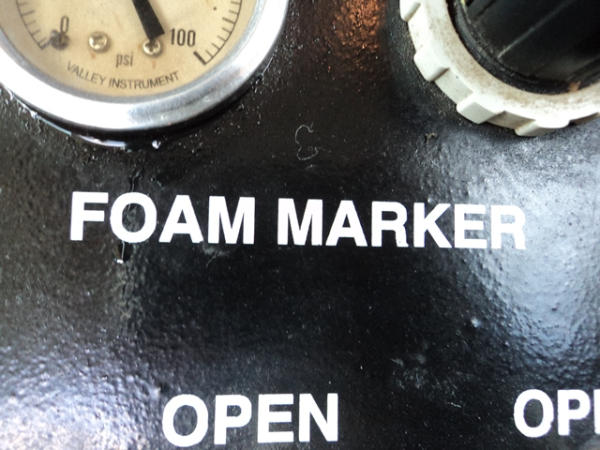 0 100
psi
VALLEY INSTRUMENT
FOAM MARKER
OPEN